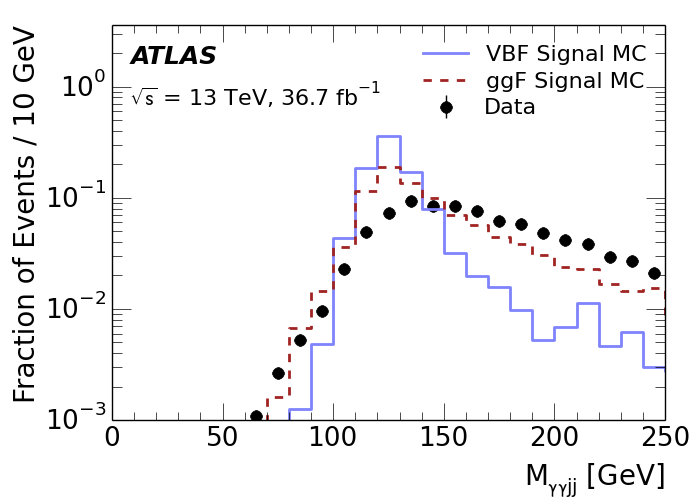 ATLAS
√s = 13 TeV, 36.7 fb⁻¹
VBF Signal MC
ggF Signal MC
Data
Fraction of Events / 10 GeV
10⁰
10⁻¹
10⁻²
10⁻³
0 50 100 150 200 250
M_γγjj [GeV]